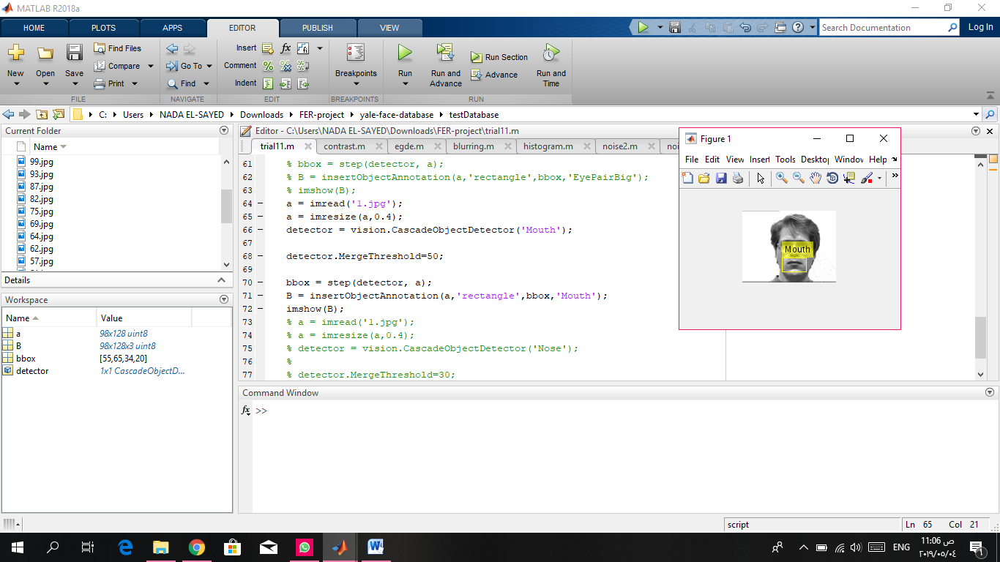 MATLAB R2018a
HOME PLOTS APPS EDITOR PUBLISH VIEW
Search Documentation
Log In
New
Open
Save
Find Files
Compare
Print
FILE
Go To
Find
NAVIGATE
Insert
fx
Comment
Indent
EDIT
Breakpoints
BREAKPOINTS
Run
Run and
Advance
Run Section
Advance
Run and
Time
RUN
C: Users NADA EL-SAYED Downloads FER-project yale-face-database testDatabase
Current Folder
Name
99.jpg
93.jpg
87.jpg
82.jpg
75.jpg
69.jpg
64.jpg
62.jpg
57.jpg
Details
Workspace
Name Value
a 98x128 uint8
B 98x128x3 uint8
bbox [55,65,34,20]
detector 1x1 CascadeObjectD...
Editor - C:\Users\NADA EL-SAYED\Downloads\FER-project\trial11.m
trial11.m contrast.m egde.m blurring.m histogram.m noise2.m noi
61 % bbox = step(detector, a);
62 % B = insertObjectAnnotation(a,'rectangle',bbox,'EyePairBig');
63 % imshow(B);
64 a = imread('1.jpg');
65 a = imresize(a,0.4);
66 detector = vision.CascadeObjectDetector('Mouth');
67
68 detector.MergeThreshold=50;
69
70 bbox = step(detector, a);
71 B = insertObjectAnnotation(a,'rectangle',bbox,'Mouth');
72 imshow(B);
73 % a = imread('1.jpg');
74 % a = imresize(a,0.4);
75 % detector = vision.CascadeObjectDetector('Nose');
76 %
77 % detector.MergeThreshold=30;
Figure 1
File Edit View Insert Tools Desktop Window Help
Mouth
Command Window
fx >>
script
Ln 65 Col 21
ENG
11:06 ص
٢٠١٩/٠٥/٠٤
1